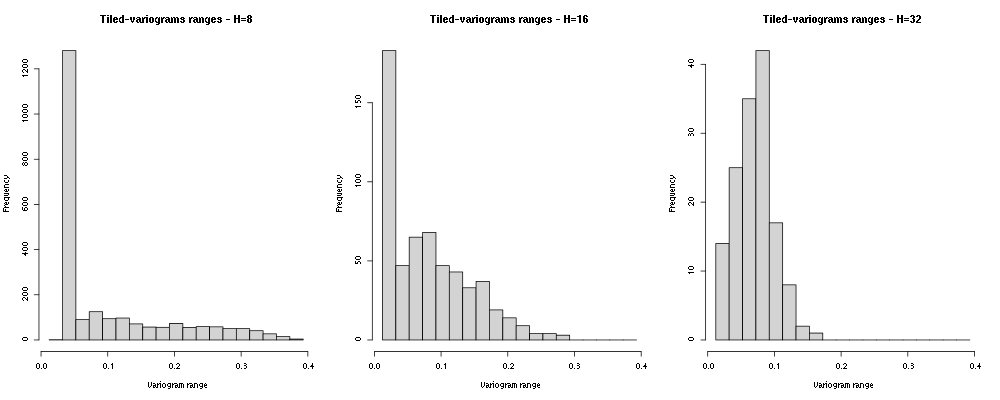 Tiled-variograms ranges - H=8
Frequency
1200
1000
800
600
400
200
0
0.0 0.1 0.2 0.3 0.4
Variogram range
Tiled-variograms ranges - H=16
Frequency
150
100
50
0
0.0 0.1 0.2 0.3 0.4
Variogram range
Tiled-variograms ranges - H=32
Frequency
40
30
20
10
0
0.0 0.1 0.2 0.3 0.4
Variogram range